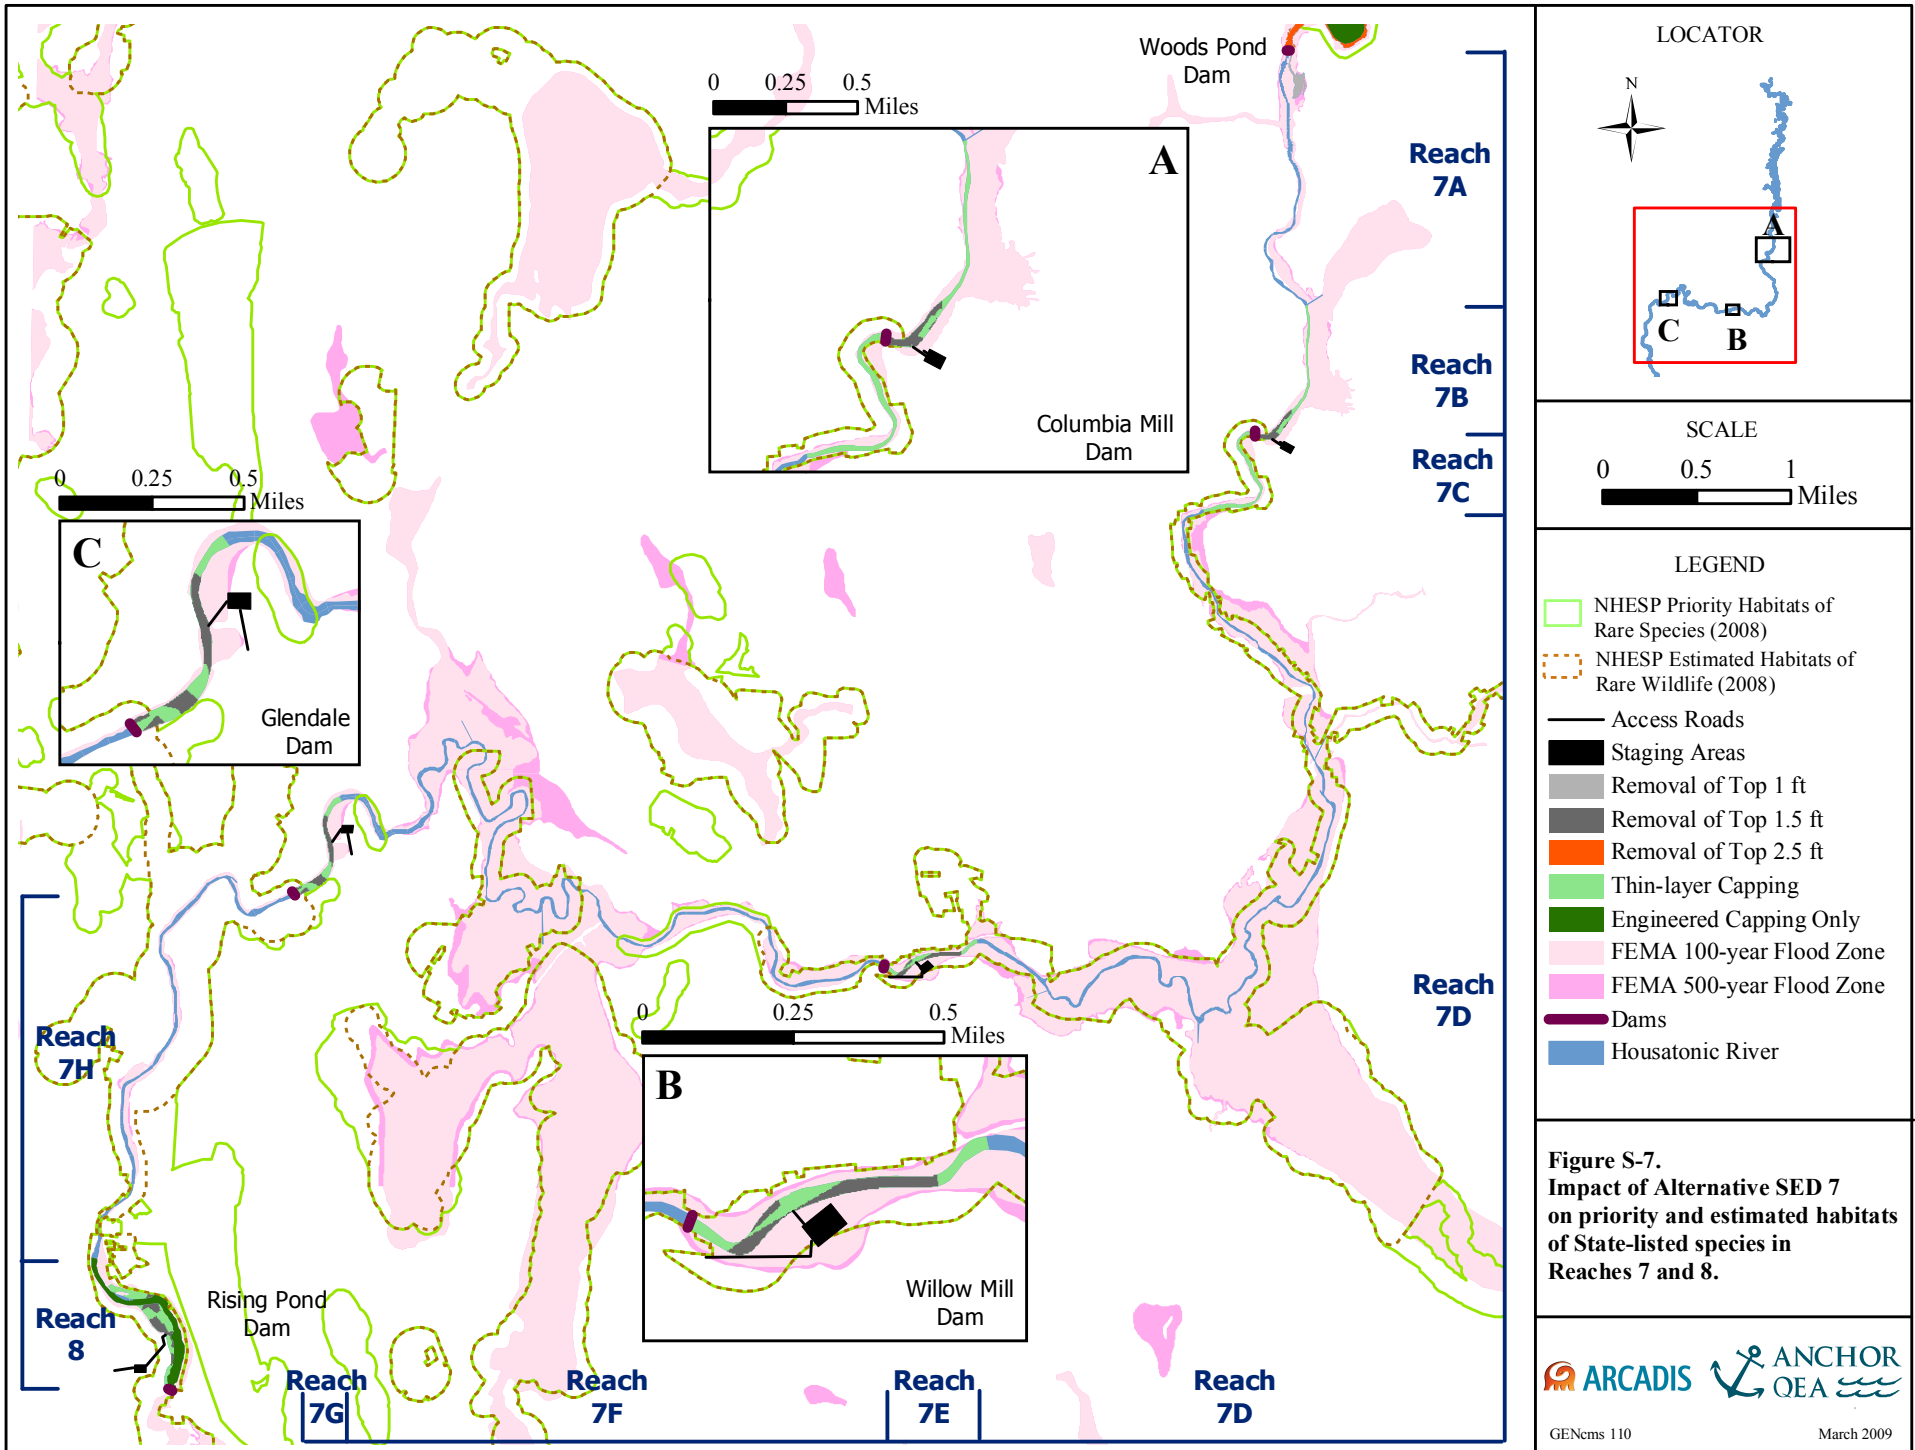 Woods Pond
Dam
0 0.25 0.5
Miles
A
Columbia Mill
Dam
Reach
7A
Reach
7B
Reach
7C
0 0.25 0.5
Miles
C
Glendale
Dam
Reach
7D
0 0.25 0.5
Miles
B
Willow Mill
Dam
Reach
7H
Reach
8
Rising Pond
Dam
Reach
7G
Reach
7F
Reach
7E
Reach
7D
LOCATOR
N
A
C
B
SCALE
0 0.5 1
Miles
LEGEND
NHESP Priority Habitats of
Rare Species (2008)
NHESP Estimated Habitats of
Rare Wildlife (2008)
Access Roads
Staging Areas
Removal of Top 1 ft
Removal of Top 1.5 ft
Removal of Top 2.5 ft
Thin-layer Capping
Engineered Capping Only
FEMA 100-year Flood Zone
FEMA 500-year Flood Zone
Dams
Housatonic River
Figure S-7.
Impact of Alternative SED 7
on priority and estimated habitats
of State-listed species in
Reaches 7 and 8.
ARCADIS
ANCHOR
QEA
GENcms 110
March 2009